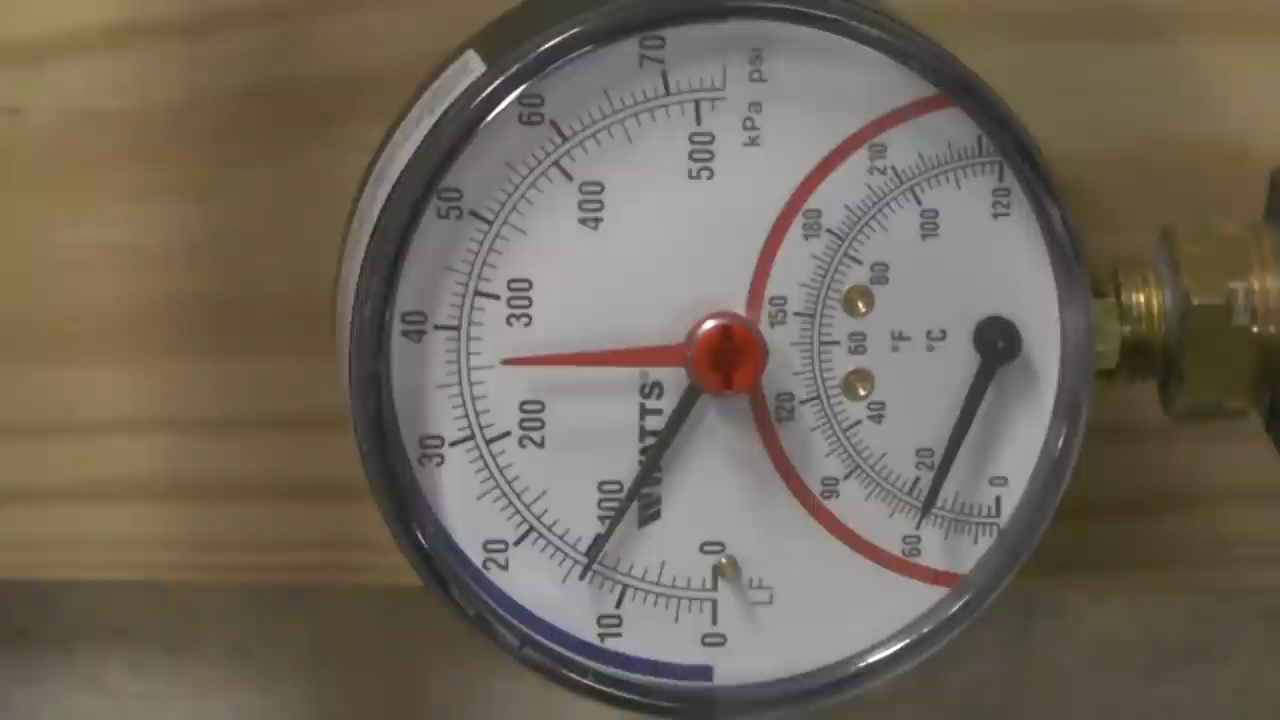 0 10 20 30 40 50 60 70 psi
0 100 200 300 400 500 kPa
WATTS
LF
60 90 120 150 180 210 °F
0 20 40 60 80 100 120 °C